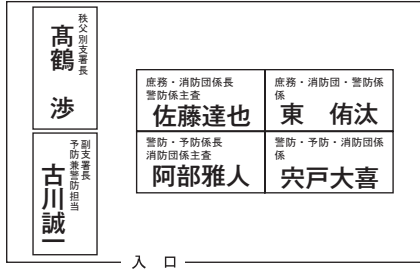 秩父別支署長
髙鶴　渉
副支署長
予防兼警防担当
古川誠一
庶務・消防団係長
警防係主査
佐藤達也
庶務・消防団・警防係
係
東　侑汰
警防・予防係長
消防団係主査
阿部雅人
警防・予防・消防団係
係
宍戸大喜
入　口